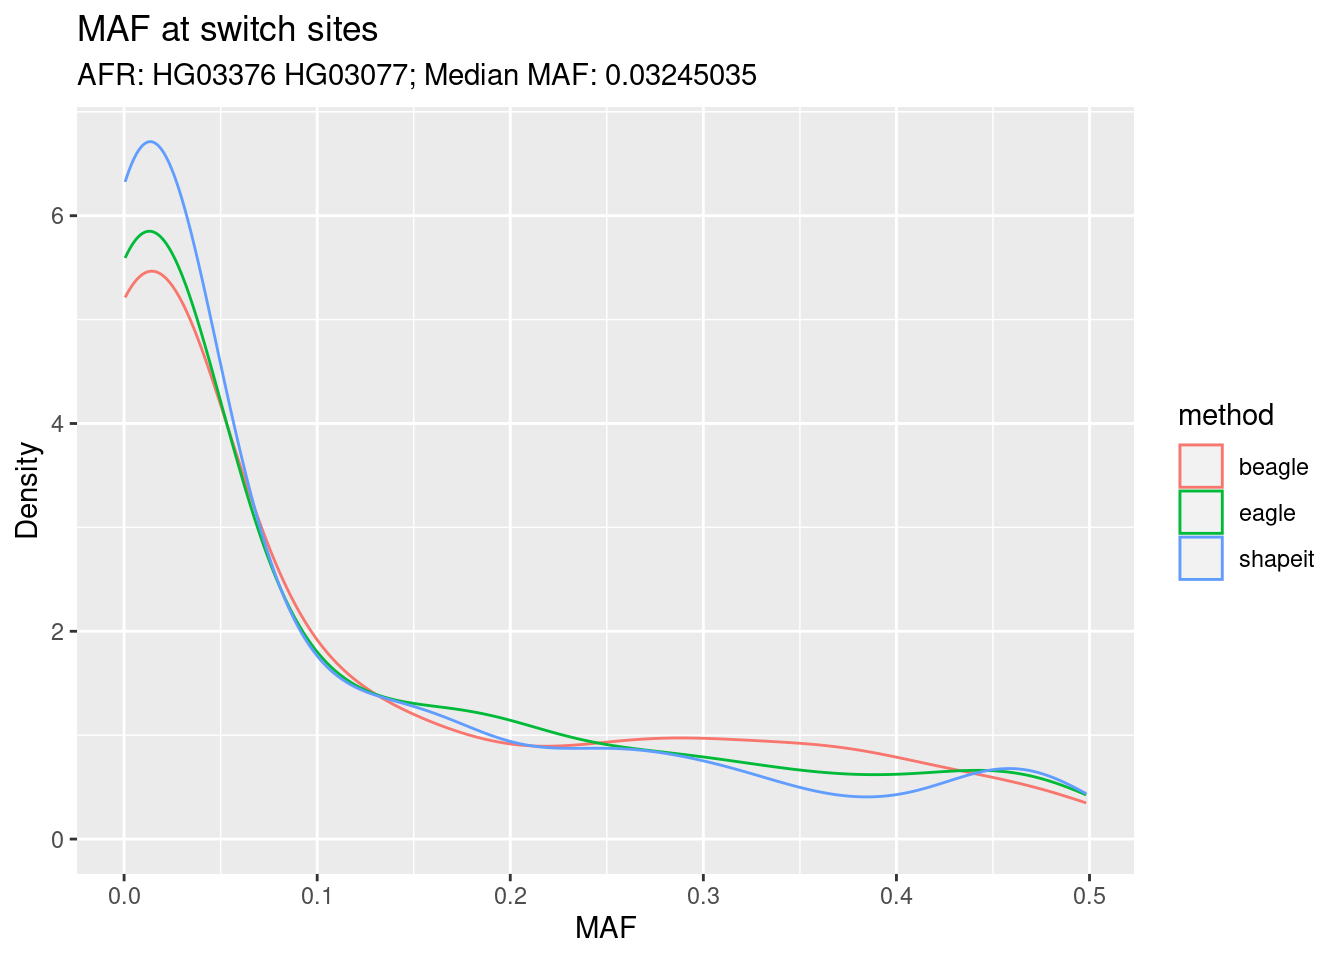 MAF at switch sites
AFR: HG03376 HG03077; Median MAF: 0.03245035
Density
6
4
2
0
0.0 0.1 0.2 0.3 0.4 0.5
MAF
method
beagle
eagle
shapeit